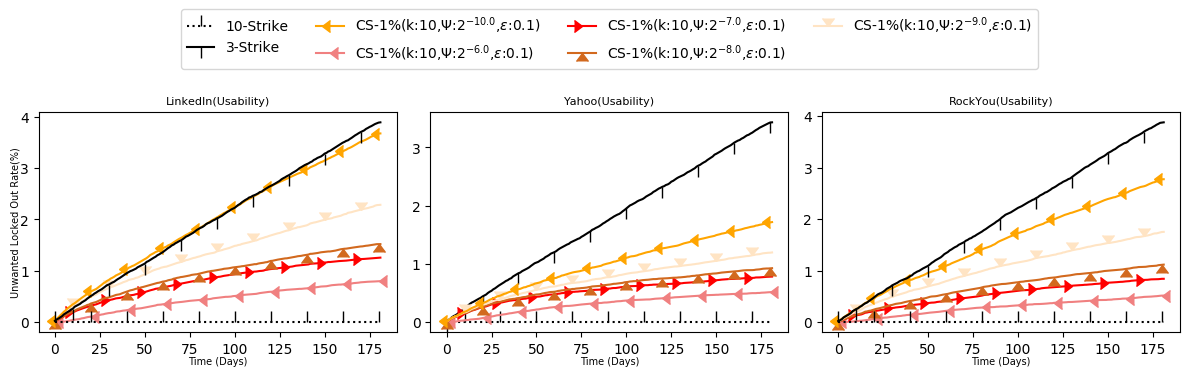 10-Strike
3-Strike
CS-1%(k:10,Ψ:2^-10.0,ε:0.1)
CS-1%(k:10,Ψ:2^-6.0,ε:0.1)
CS-1%(k:10,Ψ:2^-7.0,ε:0.1)
CS-1%(k:10,Ψ:2^-8.0,ε:0.1)
CS-1%(k:10,Ψ:2^-9.0,ε:0.1)
LinkedIn(Usability)
Unwanted Locked Out Rate(%)
4
3
2
1
0
0 25 50 75 100 125 150 175
Time (Days)
Yahoo(Usability)
3
2
1
0
0 25 50 75 100 125 150 175
Time (Days)
RockYou(Usability)
4
3
2
1
0
0 25 50 75 100 125 150 175
Time (Days)